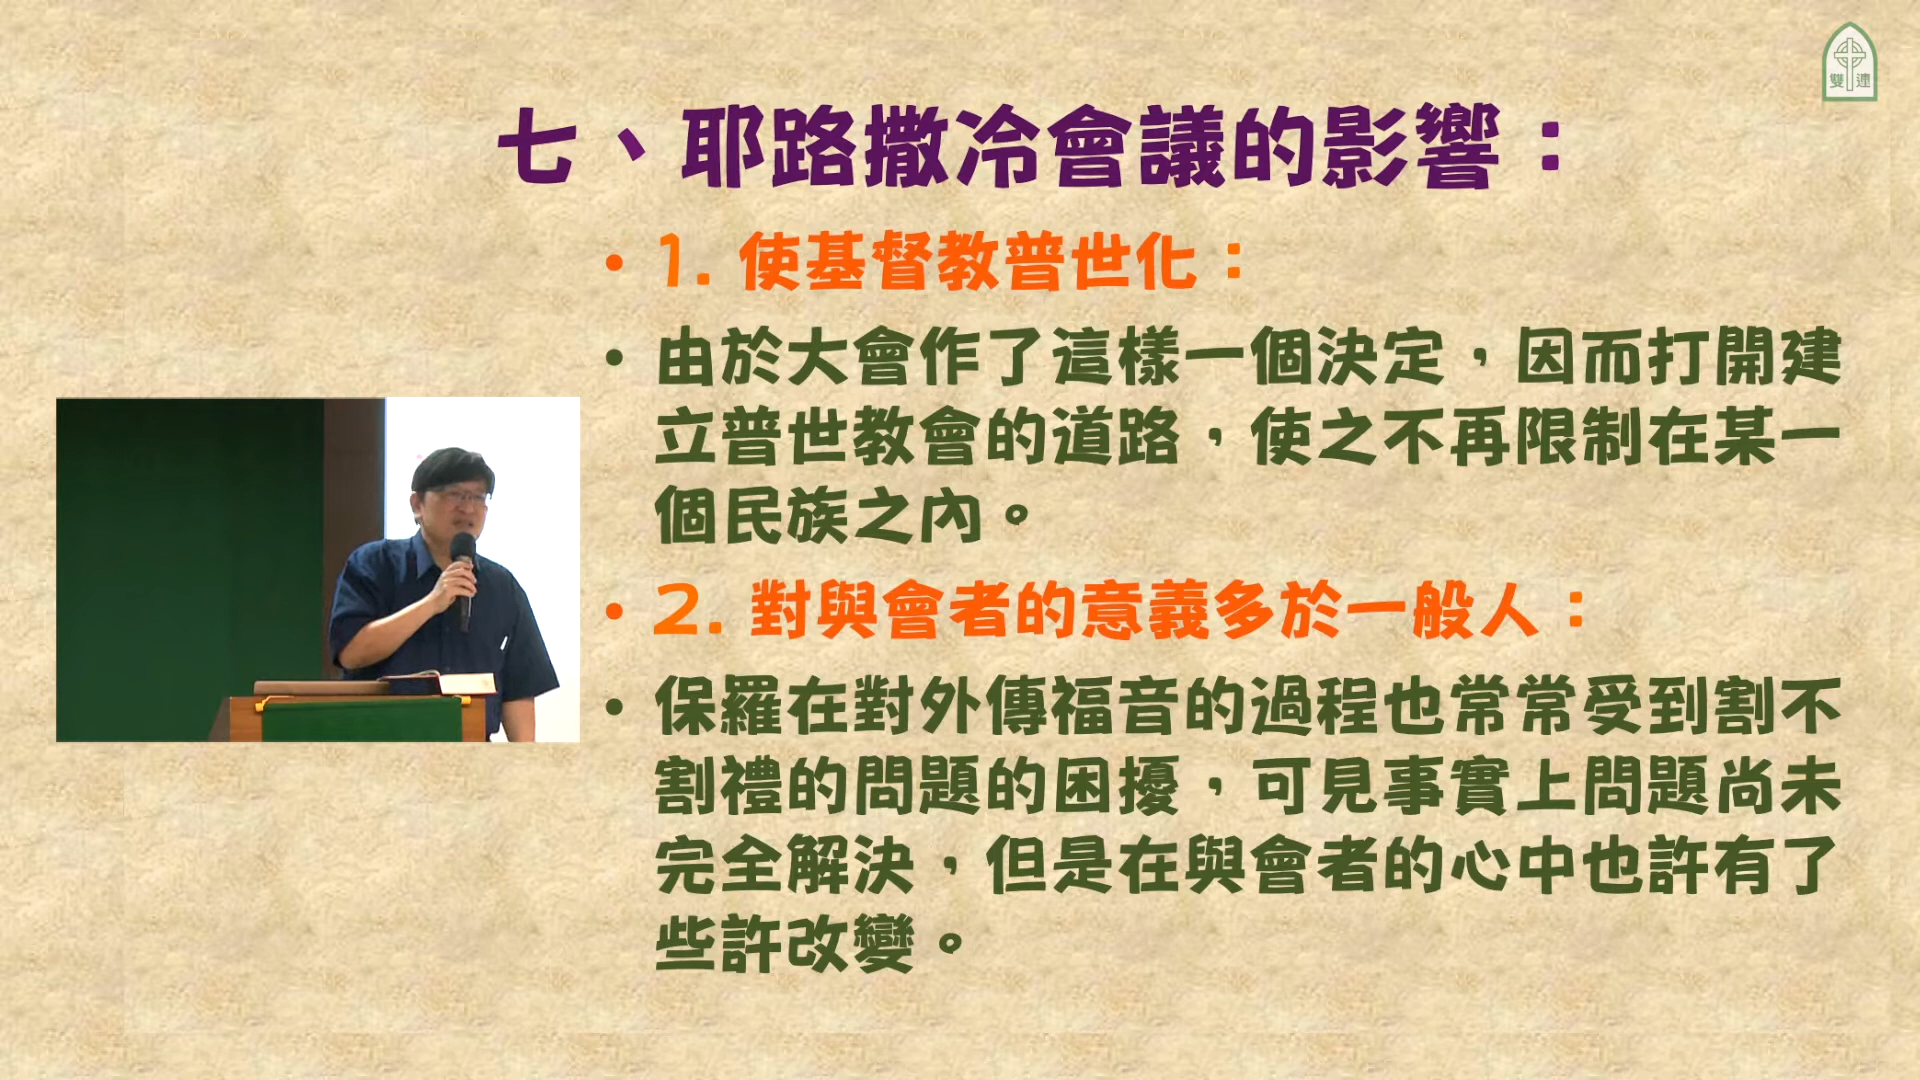 雙連
七、耶路撒冷會議的影響：
• 1. 使基督教普世化：
• 由於大會作了這樣一個決定，因而打開建
立普世教會的道路，使之不再限制在某一
個民族之內。
• 2. 對與會者的意義多於一般人：
• 保羅在對外傳福音的過程也常常受到割不
割禮的問題的困擾，可見事實上問題尚未
完全解決，但是在與會者的心中也許有了
些許改變。